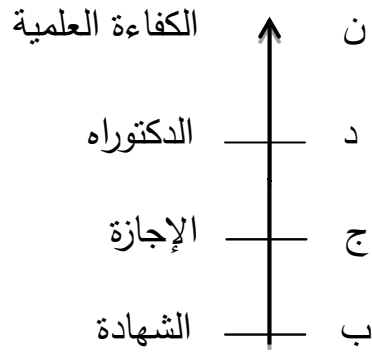 ن الكفاءة العلمية
د الدكتوراه
ج الإجازة
ب الشهادة